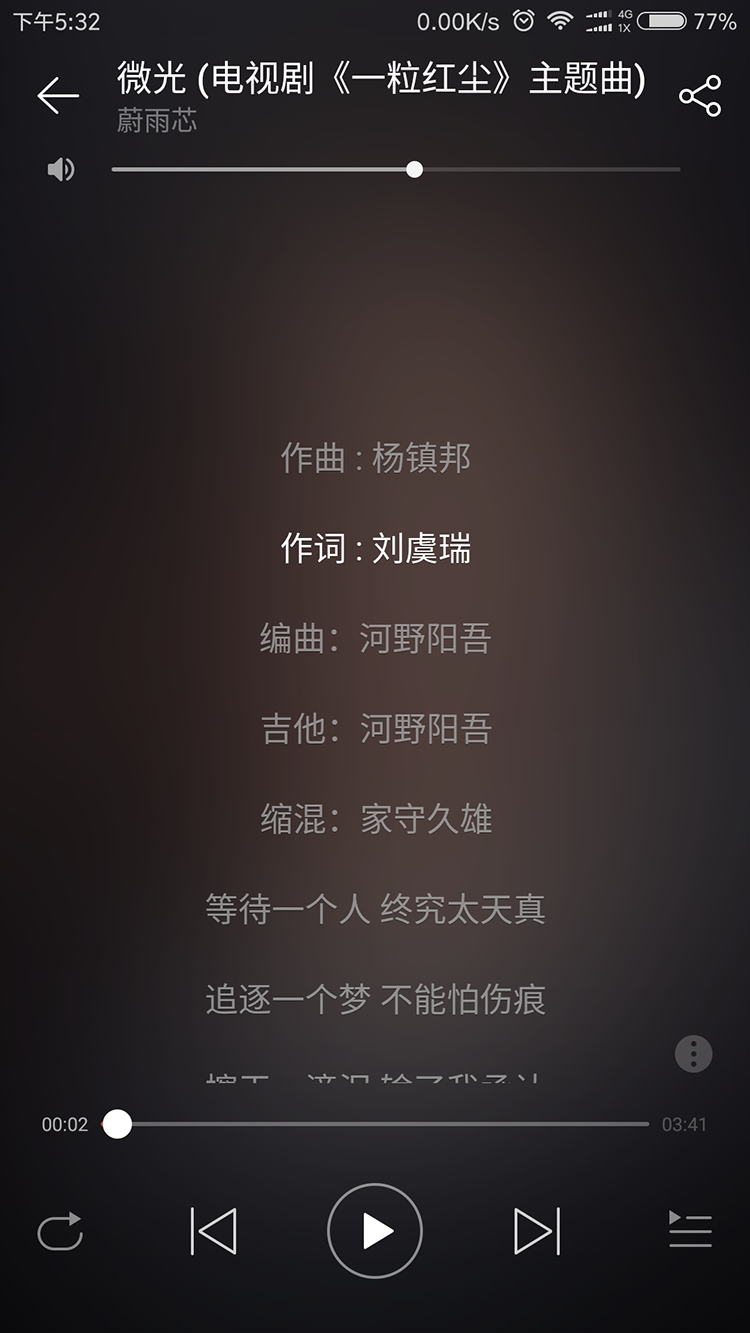 下午5:32 0.00K/s 4G 1X 77%
微光 (电视剧《一粒红尘》主题曲)
蔚雨芯
作曲 : 杨镇邦
作词 : 刘虞瑞
编曲：河野阳吾
吉他：河野阳吾
缩混：家守久雄
等待一个人 终究太天真
追逐一个梦 不能怕伤痕
00:02 03:41